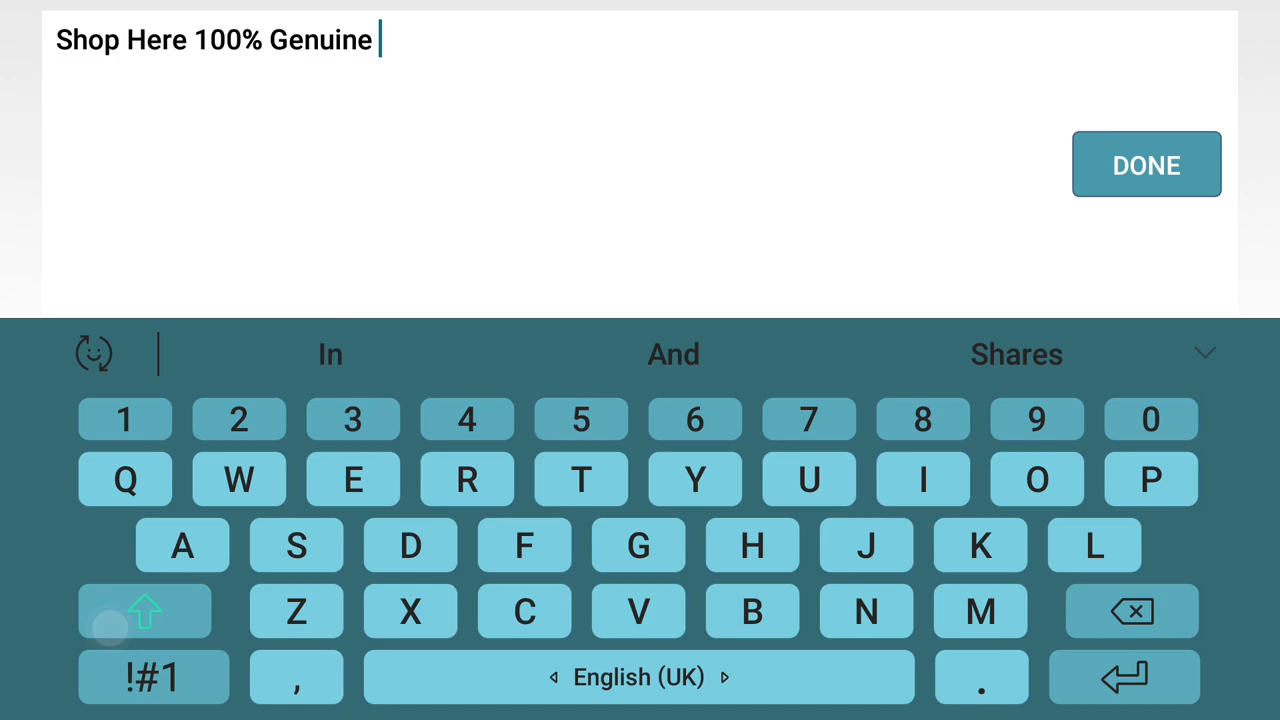 Shop Here 100% Genuine
DONE
In And Shares
1 2 3 4 5 6 7 8 9 0
Q W E R T Y U I O P
A S D F G H J K L
Z X C V B N M
!#1 , English (UK) .